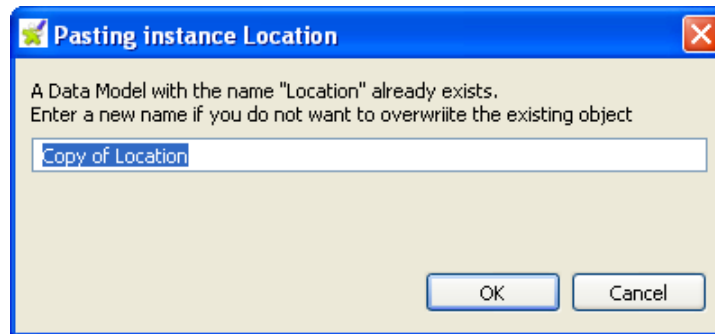 Pasting instance Location
A Data Model with the name "Location" already exists.
Enter a new name if you do not want to overwriite the existing object
Copy of Location
OK
Cancel